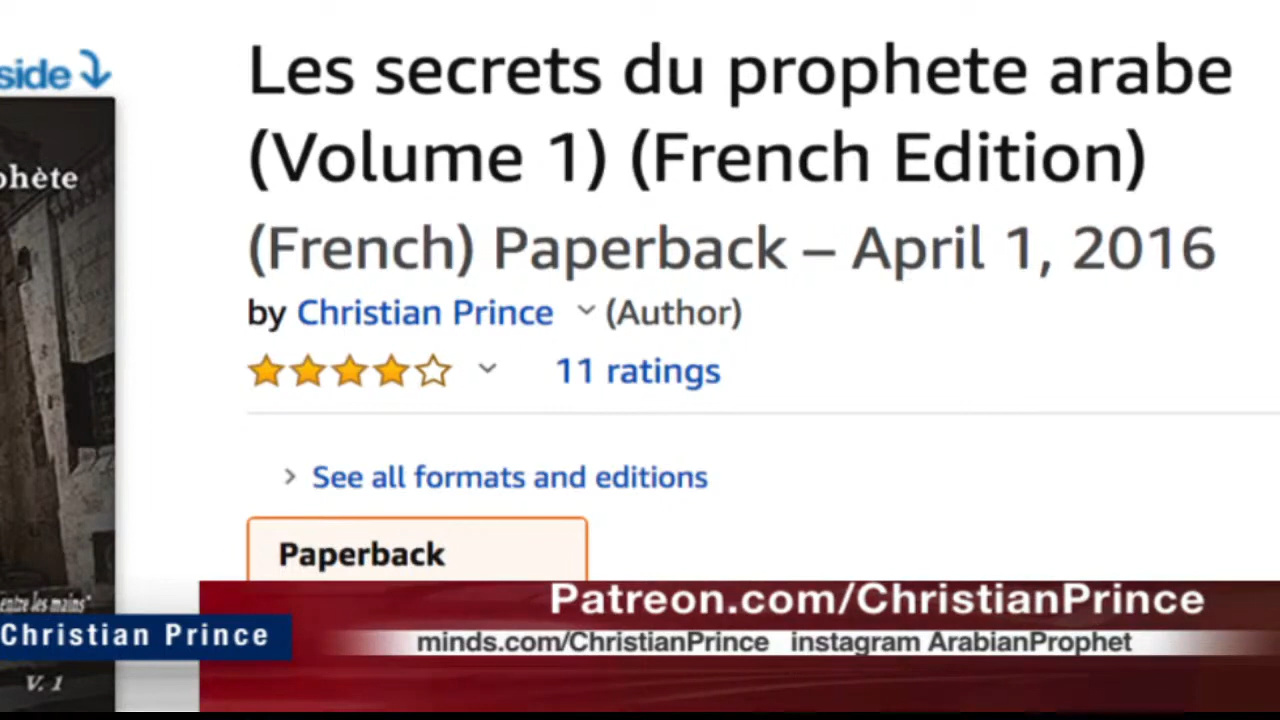 side
phète
Les secrets du prophete arabe
(Volume 1) (French Edition)
(French) Paperback – April 1, 2016
by Christian Prince (Author)
11 ratings
See all formats and editions
Paperback
entre les mains"
V. 1
Christian Prince
Patreon.com/ChristianPrince
minds.com/ChristianPrince instagram ArabianProphet